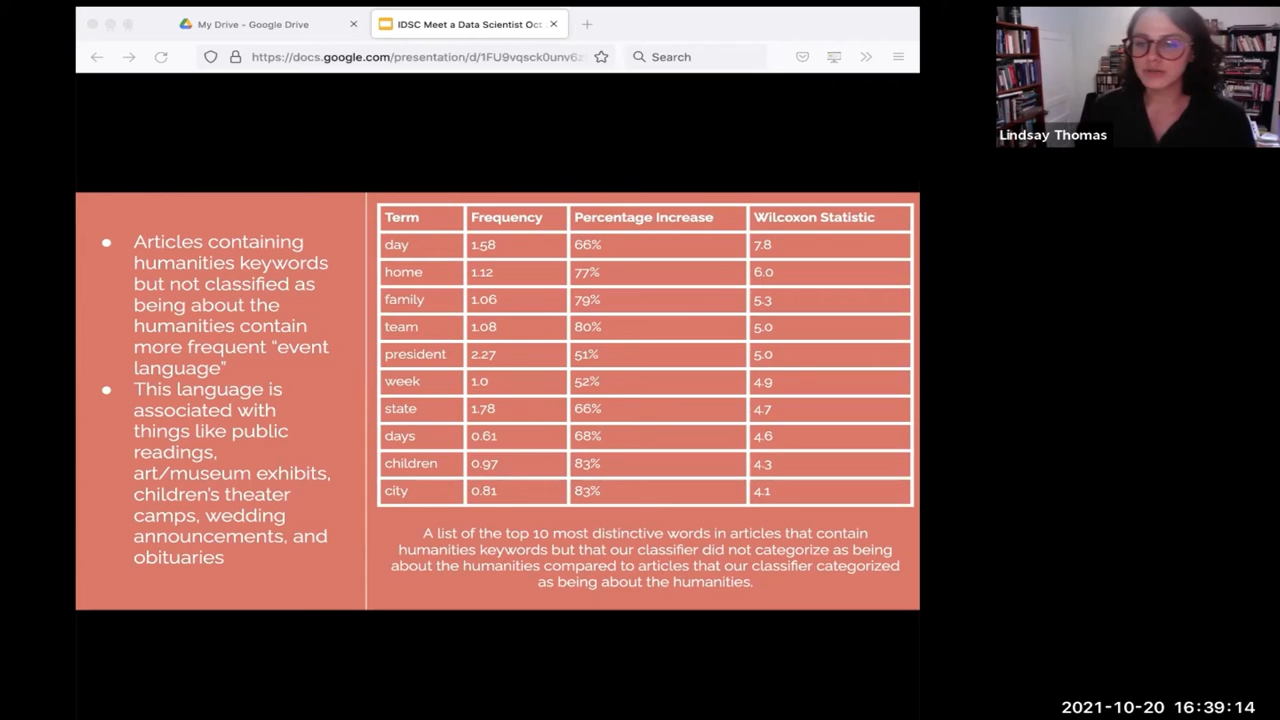 My Drive - Google Drive
IDSC Meet a Data Scientist Oct
https://docs.google.com/presentation/d/1FU9vqsck0unv6z
Search
Lindsay Thomas
Articles containing
humanities keywords
but not classified as
being about the
humanities contain
more frequent “event
language”
This language is
associated with
things like public
readings,
art/museum exhibits,
children’s theater
camps, wedding
announcements, and
obituaries
Term Frequency Percentage Increase Wilcoxon Statistic
day 1.58 66% 7.8
home 1.12 77% 6.0
family 1.06 79% 5.3
team 1.08 80% 5.0
president 2.27 51% 5.0
week 1.0 52% 4.9
state 1.78 66% 4.7
days 0.61 68% 4.6
children 0.97 83% 4.3
city 0.81 83% 4.1
A list of the top 10 most distinctive words in articles that contain
humanities keywords but that our classifier did not categorize as being
about the humanities compared to articles that our classifier categorized
as being about the humanities.
2021-10-20 16:39:14